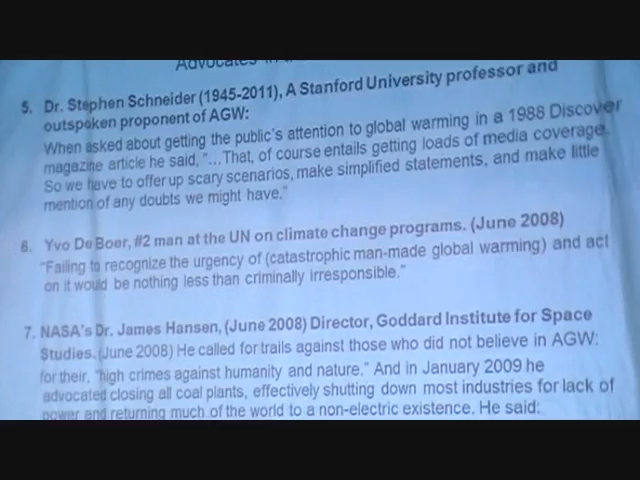 Advocates in th
5. Dr. Stephen Schneider (1945-2011), A Stanford University professor and
outspoken proponent of AGW:
When asked about getting the public's attention to global warming in a 1988 Discover
magazine article he said, "...That, of course entails getting loads of media coverage.
So we have to offer up scary scenarios, make simplified statements, and make little
mention of any doubts we might have."
6. Yvo De Boer, #2 man at the UN on climate change programs. (June 2008)
"Failing to recognize the urgency of (catastrophic man-made global warming) and act
on it would be nothing less than criminally irresponsible."
7. NASA's Dr. James Hansen, (June 2008) Director, Goddard Institute for Space
Studies. (June 2008) He called for trails against those who did not believe in AGW:
for their, "high crimes against humanity and nature." And in January 2009 he
advocated closing all coal plants, effectively shutting down most industries for lack of
power and returning much of the world to a non-electric existence. He said: